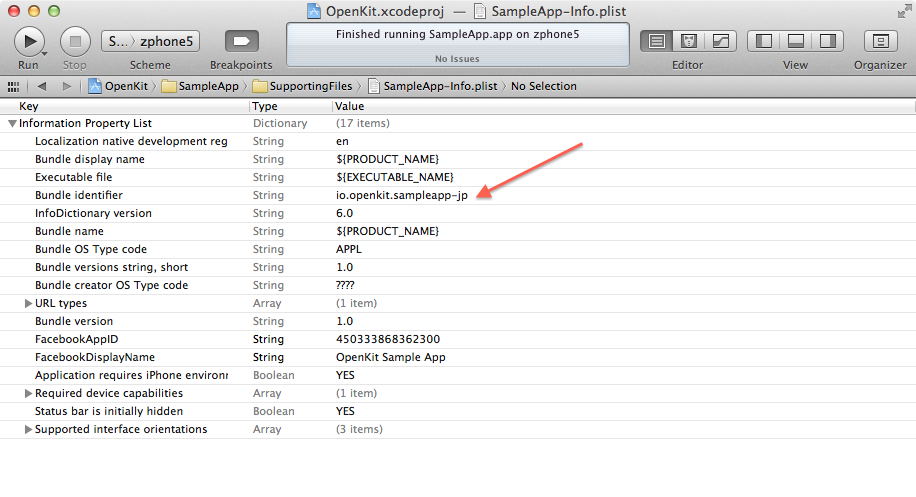 OpenKit.xcodeproj — SampleApp-Info.plist
Run Stop S... zphone5 Scheme Breakpoints Finished running SampleApp.app on zphone5 No Issues Editor View Organizer
OpenKit SampleApp SupportingFiles SampleApp-Info.plist No Selection
Key Type Value
Information Property List Dictionary (17 items)
Localization native development reg String en
Bundle display name String ${PRODUCT_NAME}
Executable file String ${EXECUTABLE_NAME}
Bundle identifier String io.openkit.sampleapp-jp
InfoDictionary version String 6.0
Bundle name String ${PRODUCT_NAME}
Bundle OS Type code String APPL
Bundle versions string, short String 1.0
Bundle creator OS Type code String ????
URL types Array (1 item)
Bundle version String 1.0
FacebookAppID String 450333868362300
FacebookDisplayName String OpenKit Sample App
Application requires iPhone environ Boolean YES
Required device capabilities Array (1 item)
Status bar is initially hidden Boolean YES
Supported interface orientations Array (3 items)